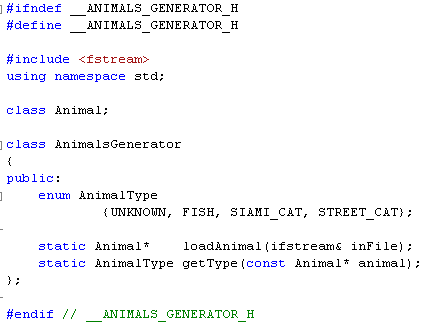 #ifndef __ANIMALS_GENERATOR_H
#define __ANIMALS_GENERATOR_H
#include <fstream>
using namespace std;
class Animal;
class AnimalsGenerator
{
public:
enum AnimalType
{UNKNOWN, FISH, SIAMI_CAT, STREET_CAT};
static Animal* loadAnimal(ifstream& inFile);
static AnimalType getType(const Animal* animal);
};
#endif // __ANIMALS_GENERATOR_H